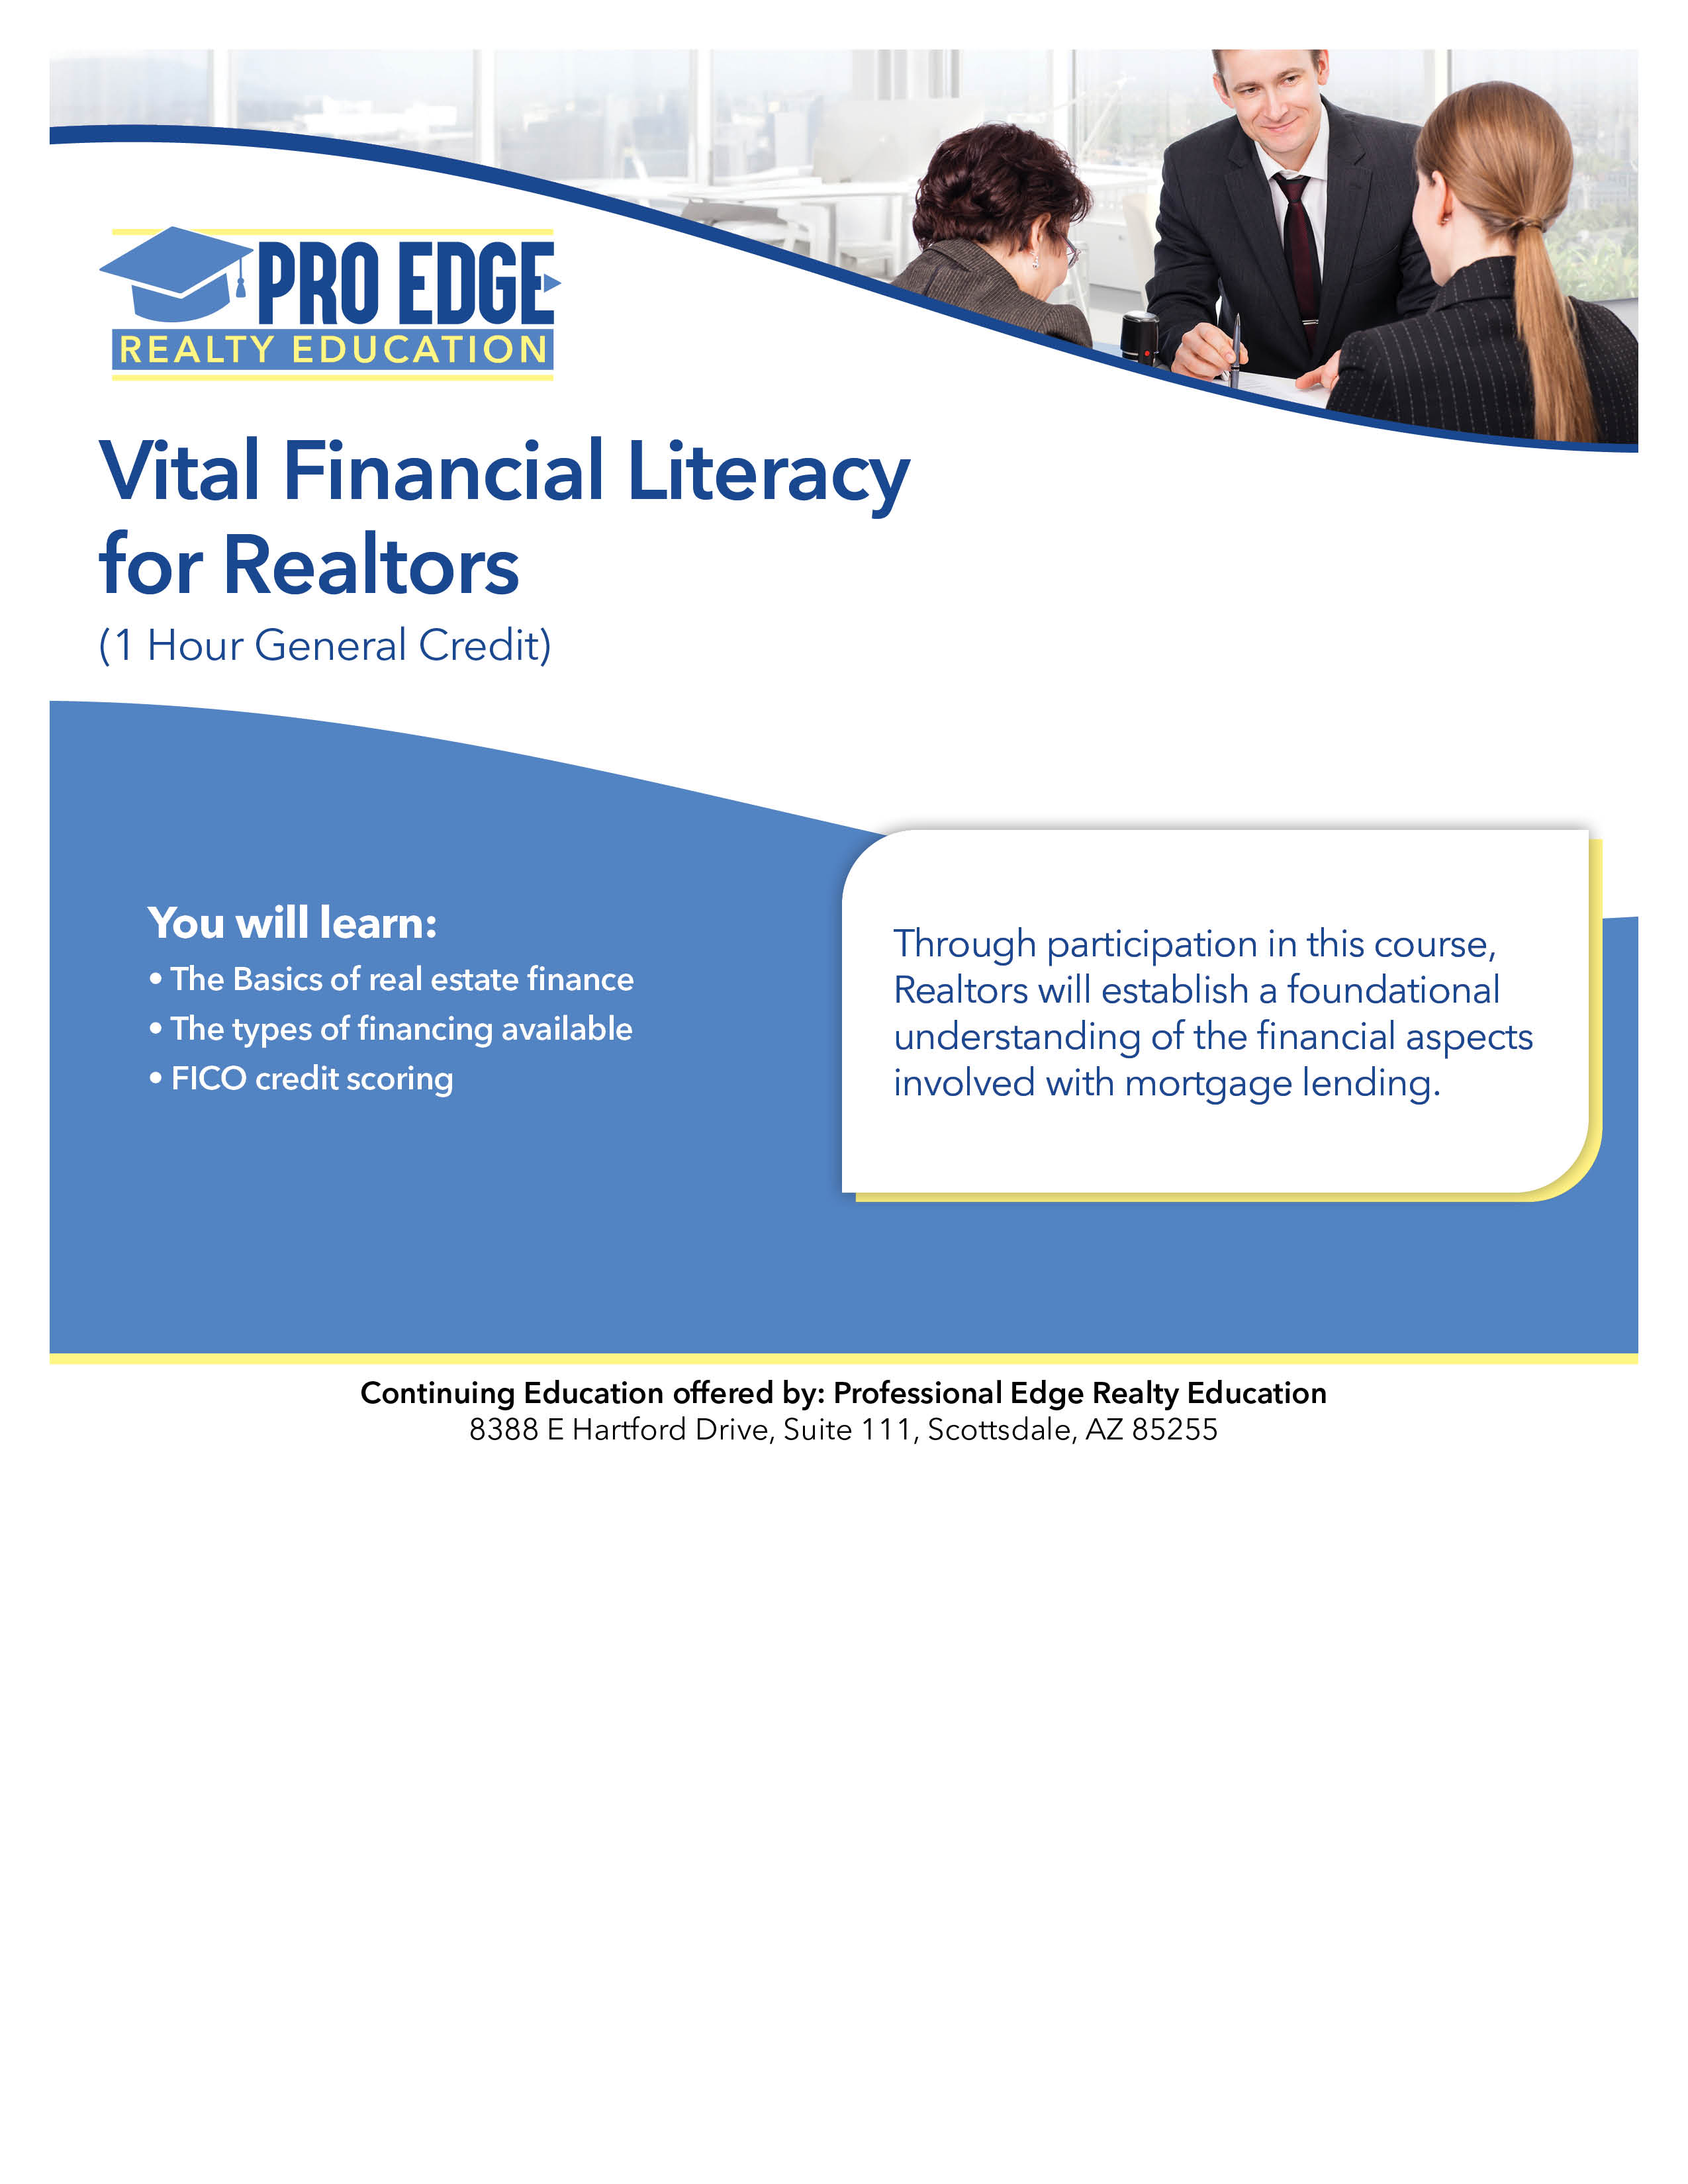 PRO EDGE
REALTY EDUCATION
Vital Financial Literacy
for Realtors
(1 Hour General Credit)
You will learn:
• The Basics of real estate finance
• The types of financing available
• FICO credit scoring
Through participation in this course,
Realtors will establish a foundational
understanding of the financial aspects
involved with mortgage lending.
Continuing Education offered by: Professional Edge Realty Education
8388 E Hartford Drive, Suite 111, Scottsdale, AZ 85255